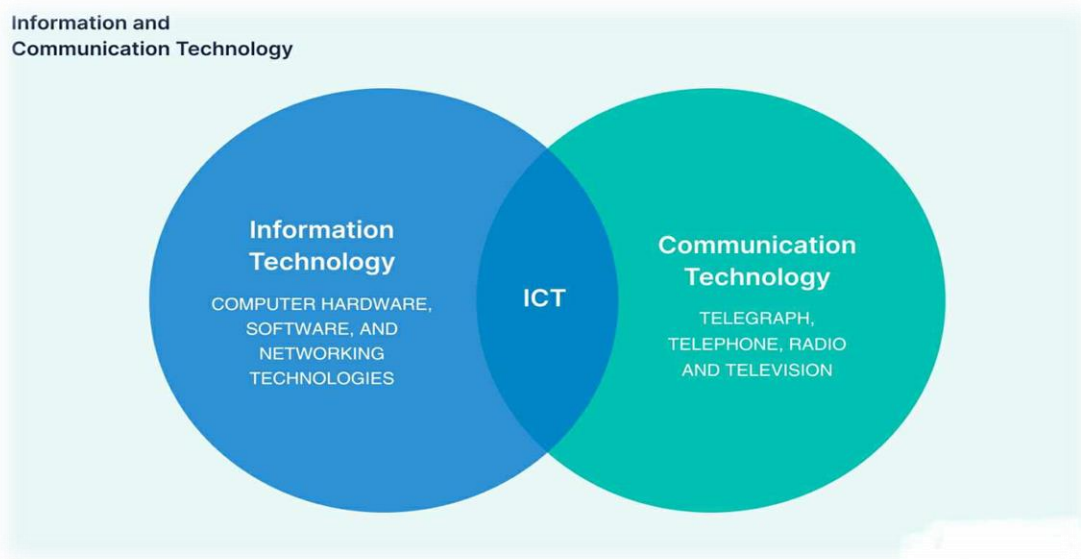 Information and
Communication Technology
Information
Technology
COMPUTER HARDWARE,
SOFTWARE, AND
NETWORKING
TECHNOLOGIES
ICT
Communication
Technology
TELEGRAPH,
TELEPHONE, RADIO
AND TELEVISION